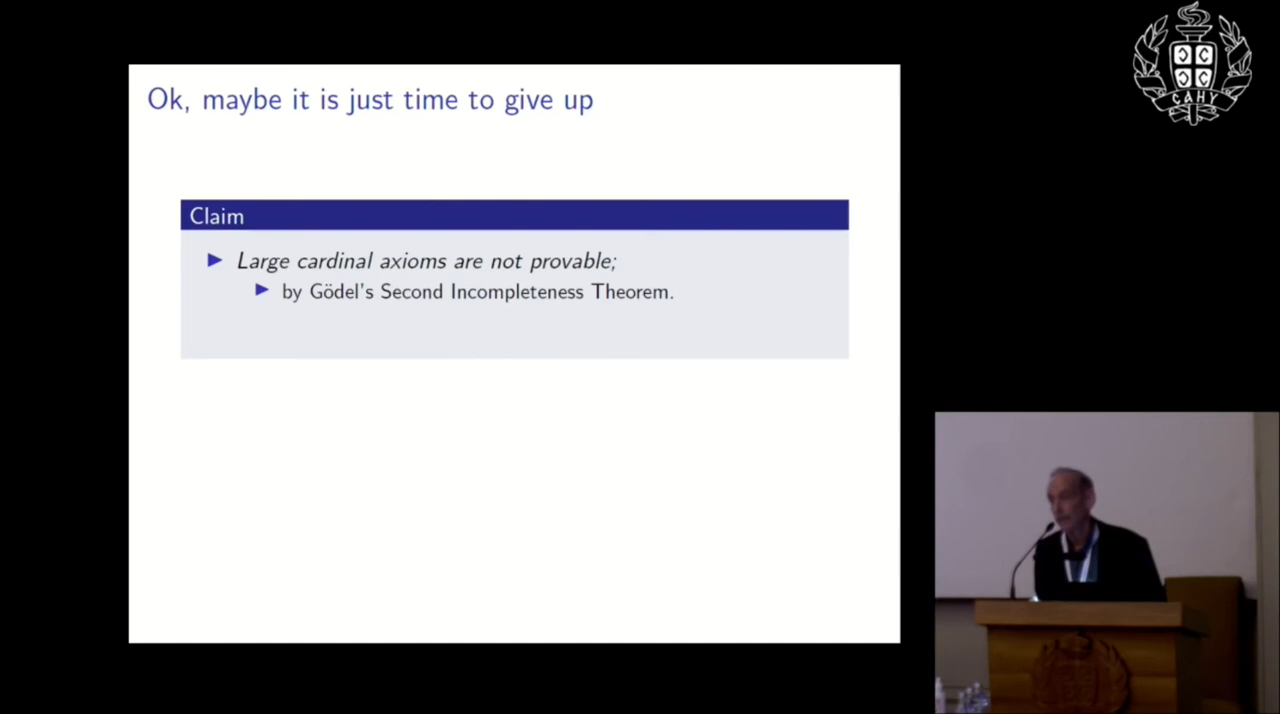 Ok, maybe it is just time to give up
Claim
Large cardinal axioms are not provable;
by Gödel's Second Incompleteness Theorem.
САНУ